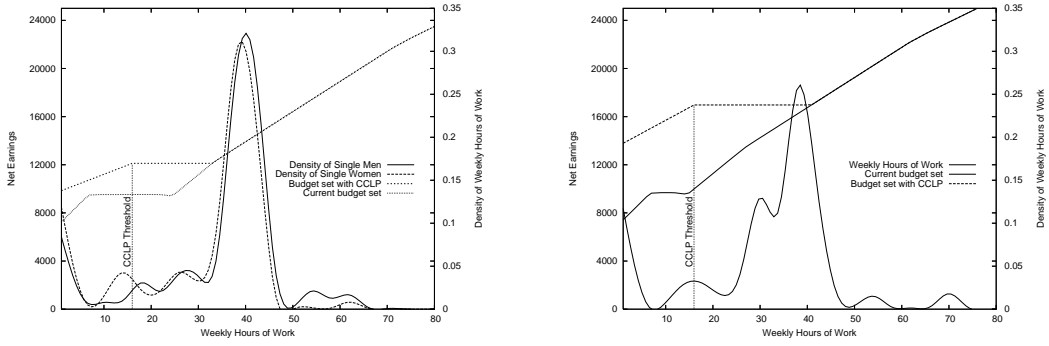 24000
20000
16000
12000
8000
4000
0
Net Earnings
10 20 30 40 50 60 70 80
Weekly Hours of Work
0.35
0.3
0.25
0.2
0.15
0.1
0.05
0
Density of Weekly Hours of Work
CCLP Threshold
Density of Single Men
Density of Single Women
Budget set with CCLP
Current budget set
24000
20000
16000
12000
8000
4000
0
Net Earnings
10 20 30 40 50 60 70 80
Weekly Hours of Work
0.35
0.3
0.25
0.2
0.15
0.1
0.05
0
Density of Weekly Hours of Work
CCLP Threshold
Weekly Hours of Work
Current budget set
Budget set with CCLP